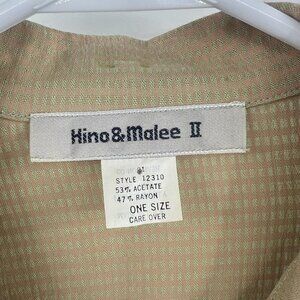 Hino&Malee II
STYLE 12310
53% ACETATE
47% RAYON
ONE SIZE
CARE OVER